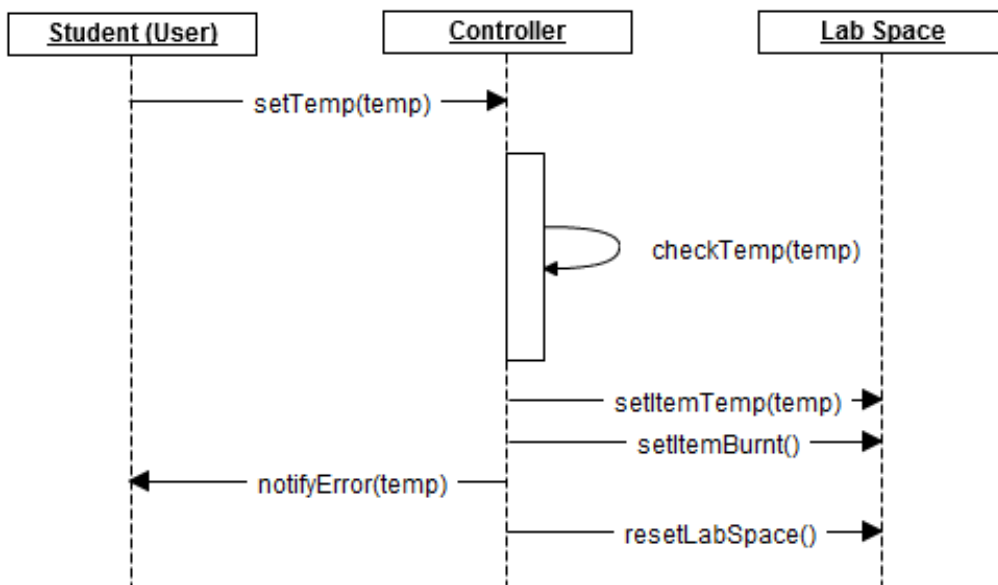 Student (User)
Controller
Lab Space
setTemp(temp)
checkTemp(temp)
setItemTemp(temp)
setItemBurnt()
notifyError(temp)
resetLabSpace()